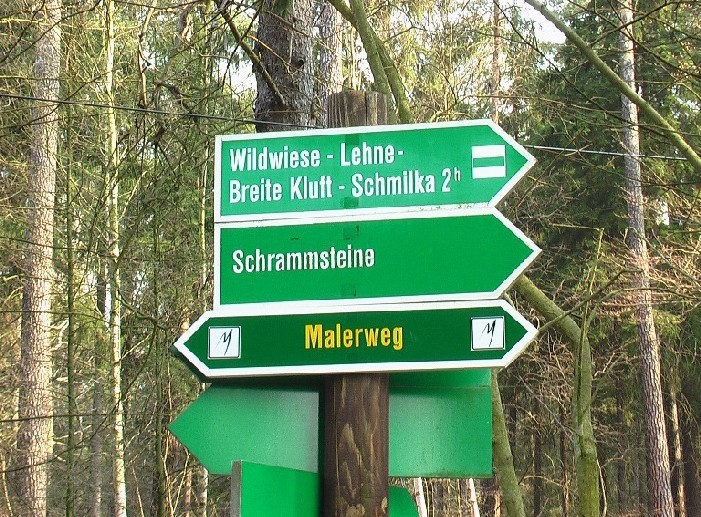 Wildwiese - Lehne-
Breite Kluft - Schmilka 2h
Schrammsteine
Malerweg